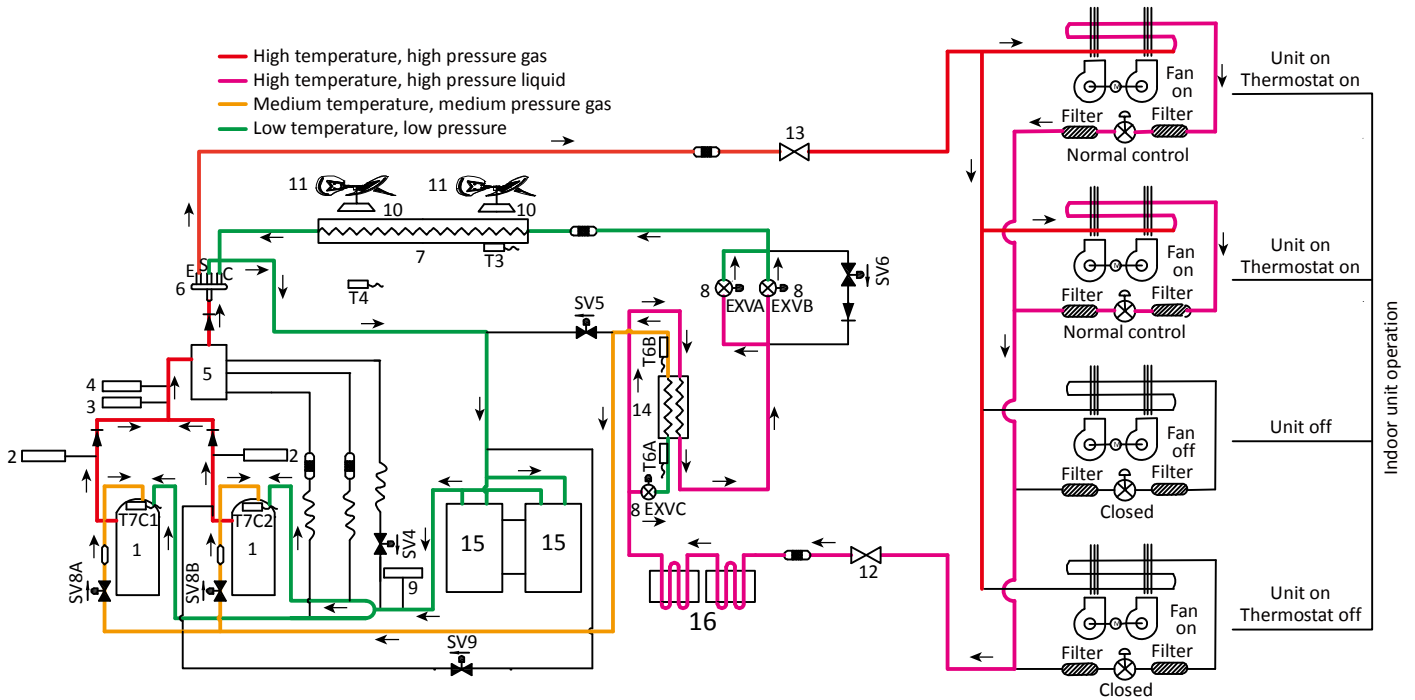 High temperature, high pressure gas
High temperature, high pressure liquid
Medium temperature, medium pressure gas
Low temperature, low pressure
13
11
11
10
10
7
T3
T4
E
S
C
6
8
EXVA
8
EXVB
SV6
SV5
T6B
14
T6A
8
EXVC
5
4
3
2
2
T7C1
T7C2
1
1
SV8A
SV8B
SV4
9
15
15
SV9
16
12
M
Fan
on
Filter
Filter
Normal control
Unit on
Thermostat on
M
Fan
on
Filter
Filter
Normal control
Unit on
Thermostat on
M
Fan
off
Filter
Filter
Closed
Unit off
M
Fan
on
Filter
Filter
Closed
Unit on
Thermostat off
Indoor unit operation